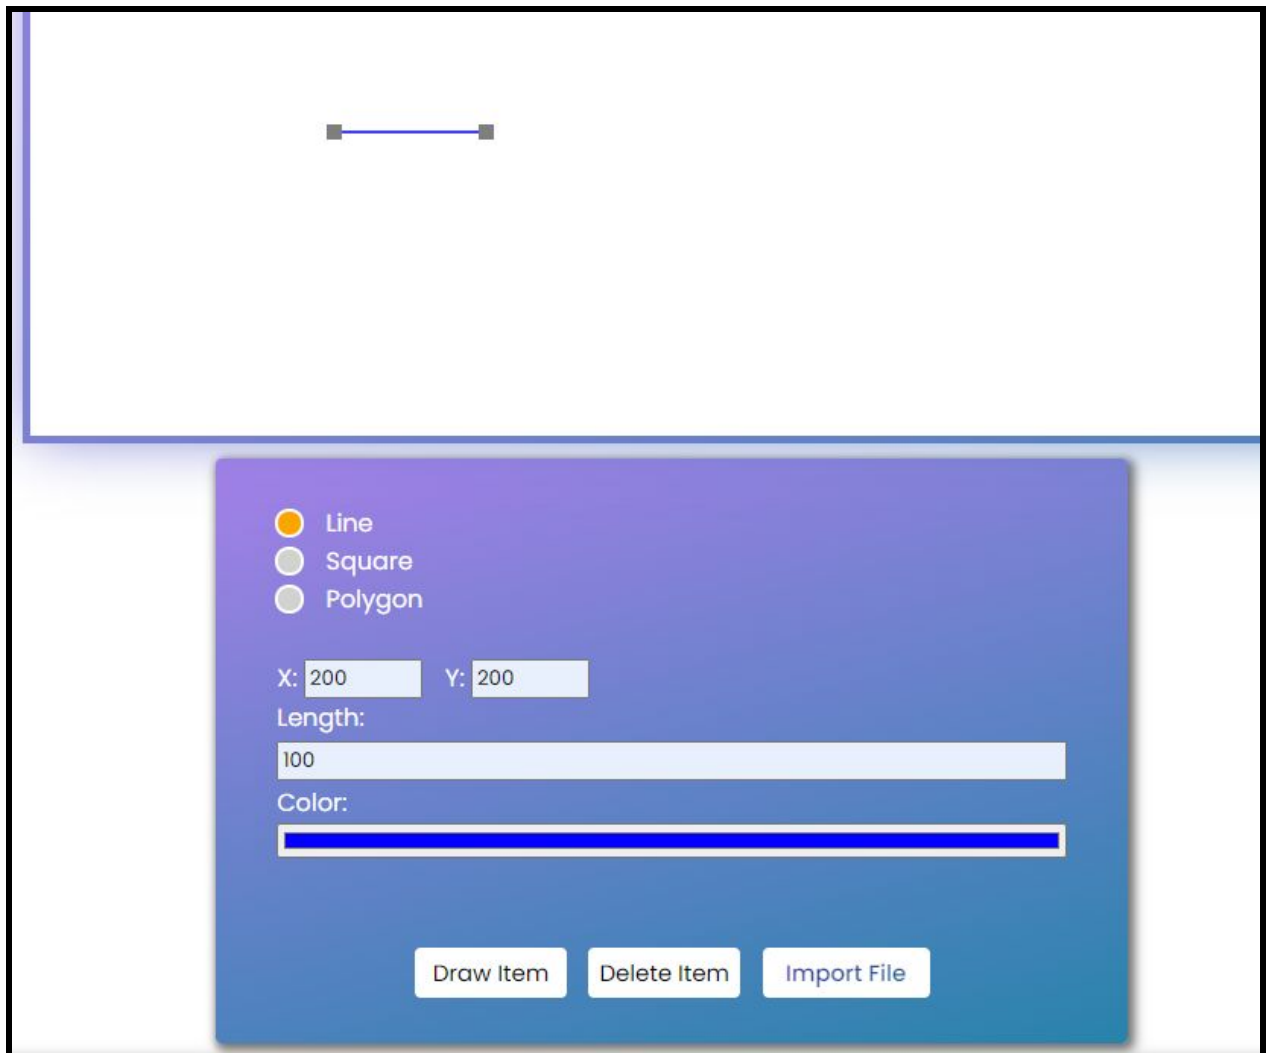 Line
Square
Polygon
X: 200 Y: 200
Length:
100
Color:
Draw Item Delete Item Import File